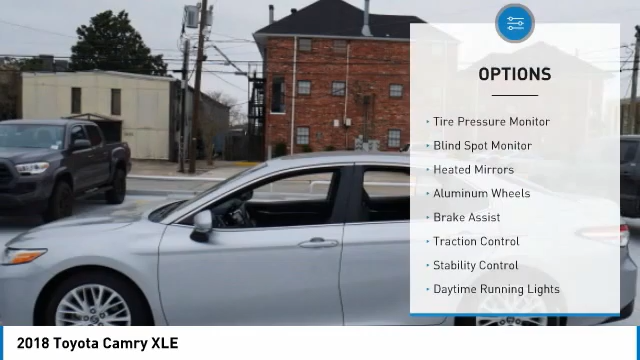 OPTIONS
• Tire Pressure Monitor
• Blind Spot Monitor
• Heated Mirrors
• Aluminum Wheels
• Brake Assist
• Traction Control
• Stability Control
• Daytime Running Lights
2018 Toyota Camry XLE